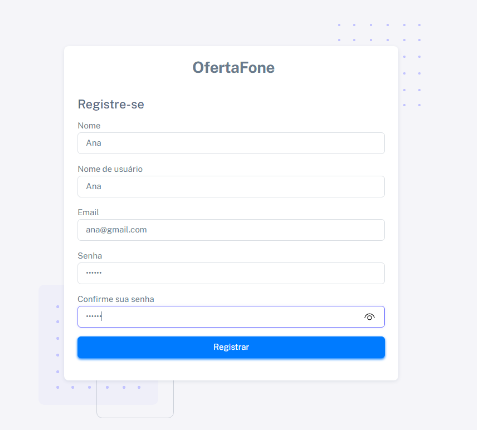 OfertaFone
Registre-se
Nome
Ana
Nome de usuário
Ana
Email
ana@gmail.com
Senha
••••••
Confirme sua senha
••••••
Registrar